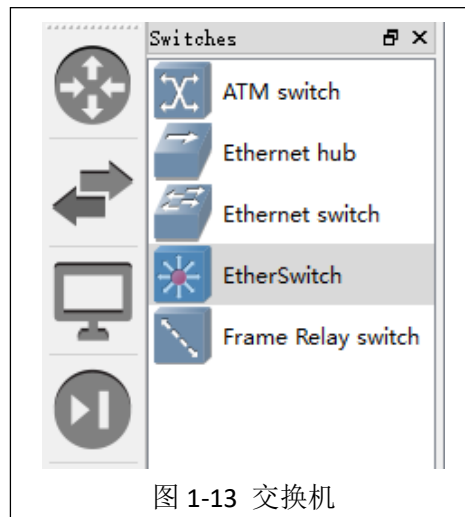 Switches
ATM switch
Ethernet hub
Ethernet switch
EtherSwitch
Frame Relay switch
图 1-13 交换机